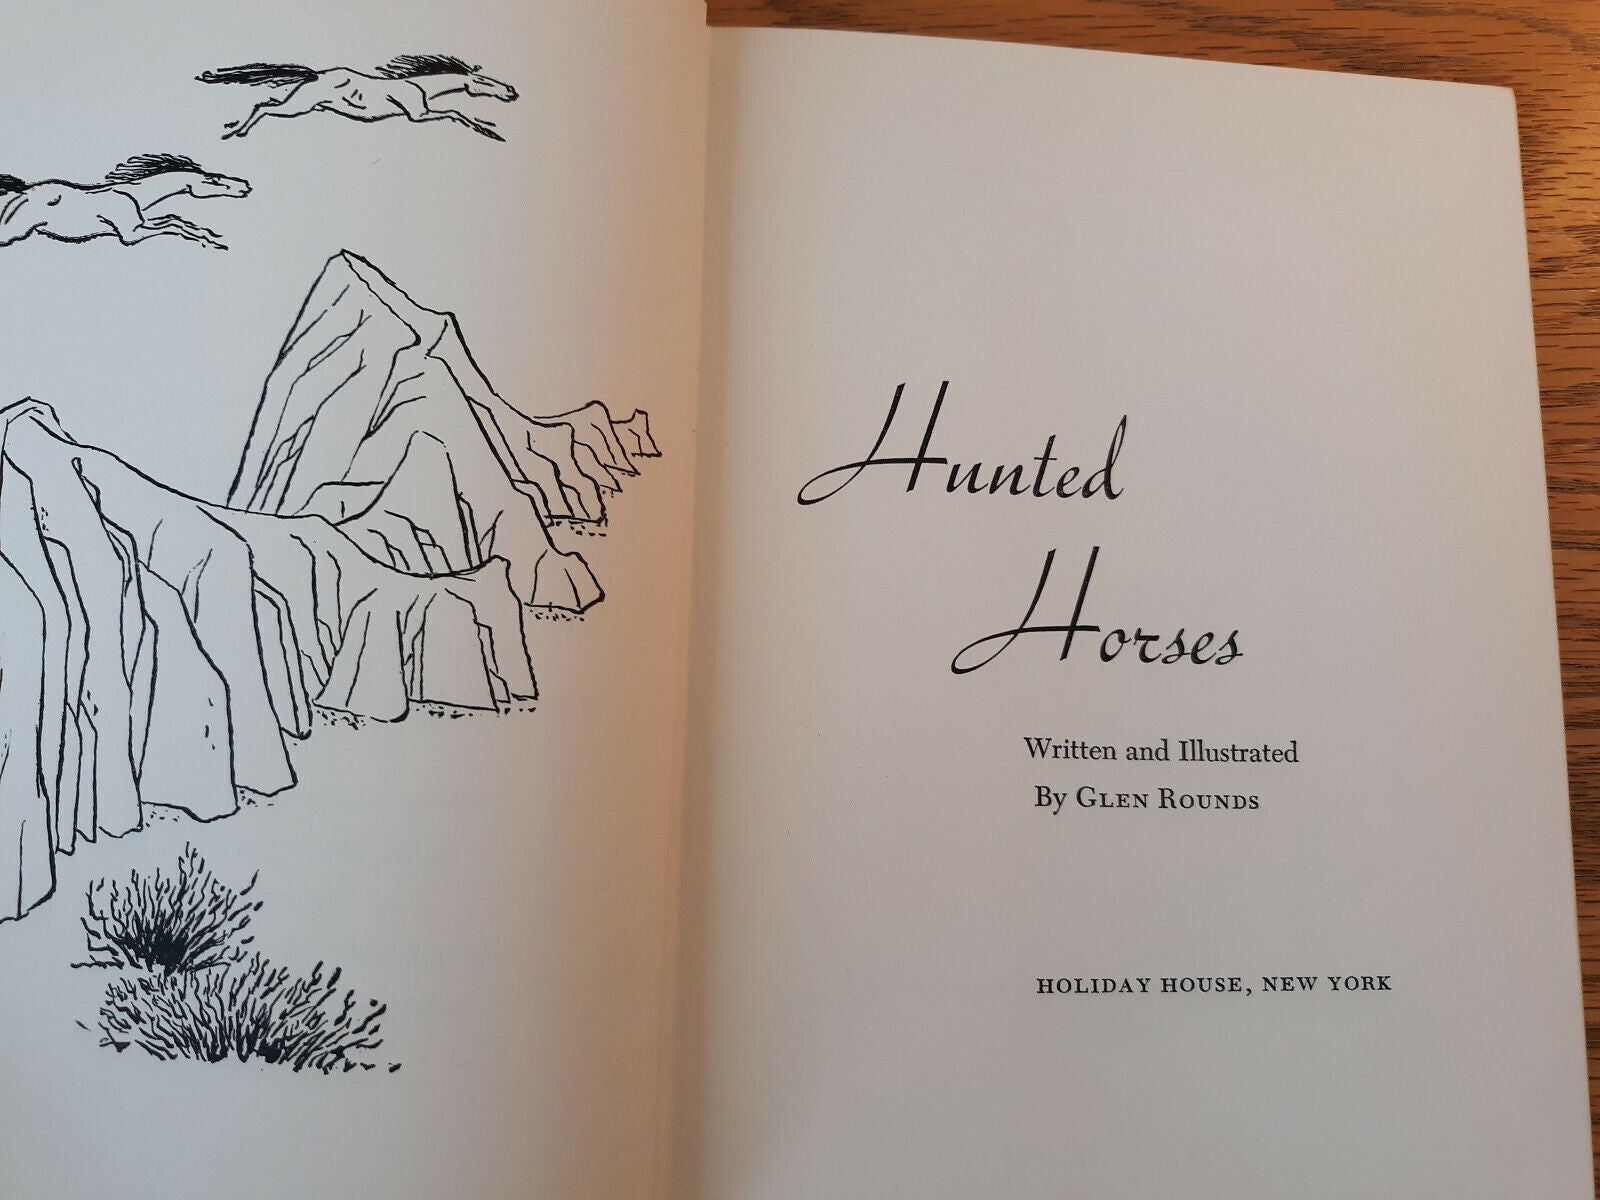 Hunted
Horses
Written and Illustrated
By GLEN ROUNDS
HOLIDAY HOUSE, NEW YORK